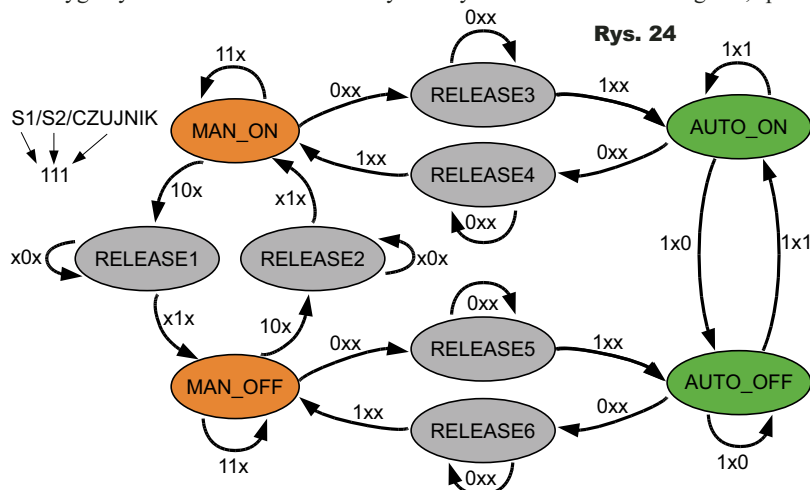 Rys. 24
0xx
11x
1x1
0xx
1xx
RELEASE3
S1/S2/CZUJNIK
MAN_ON
AUTO_ON
1xx
0xx
RELEASE4
111
10x
x1x
0xx
x0x
RELEASE1
RELEASE2
x0x
1x0
1x1
x1x
10x
0xx
0xx
1xx
RELEASE5
MAN_OFF
AUTO_OFF
1xx
0xx
RELEASE6
11x
0xx
1x0